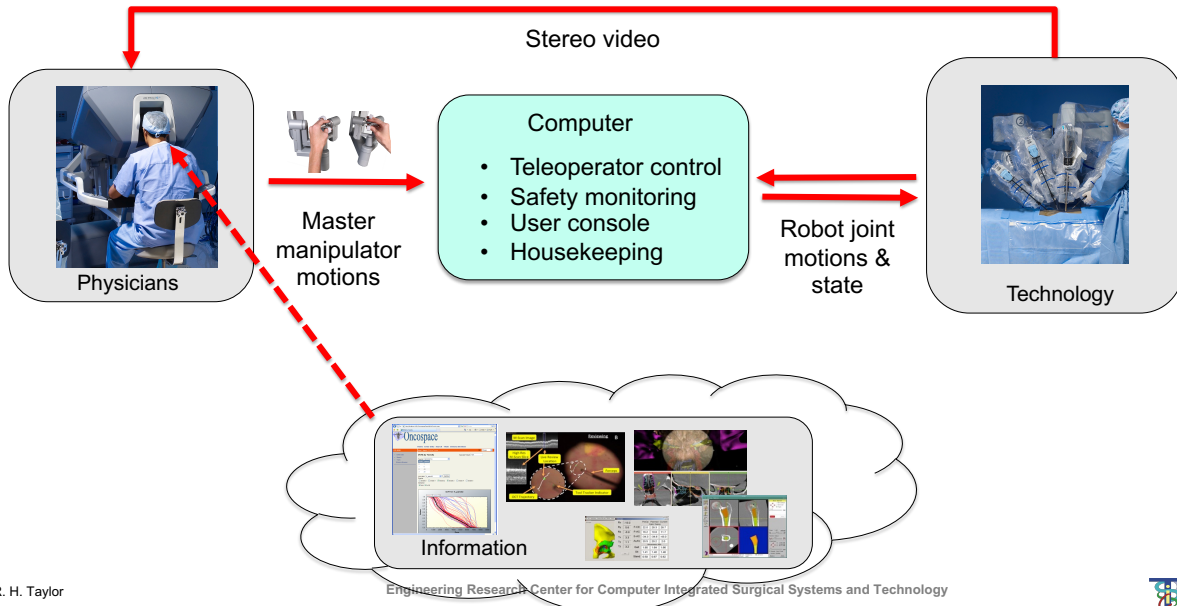 Stereo video
Computer
• Teleoperator control
• Safety monitoring
• User console
• Housekeeping
Master
manipulator
motions
Robot joint
motions &
state
Physicians
Technology
Oncospace
Information
R. H. Taylor
Engineering Research Center for Computer Integrated Surgical Systems and Technology